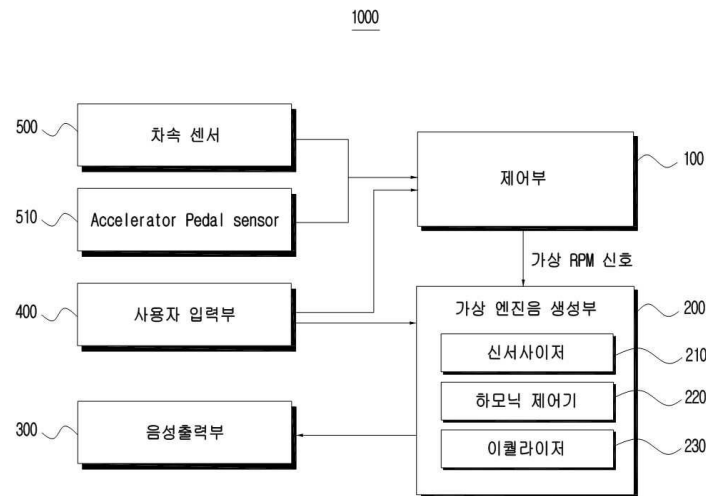 1000
500
차속 센서
510
Accelerator Pedal sensor
400
사용자 입력부
300
음성출력부
제어부
100
가상 RPM 신호
가상 엔진음 생성부
200
신서사이저
210
하모닉 제어기
220
이퀄라이저
230